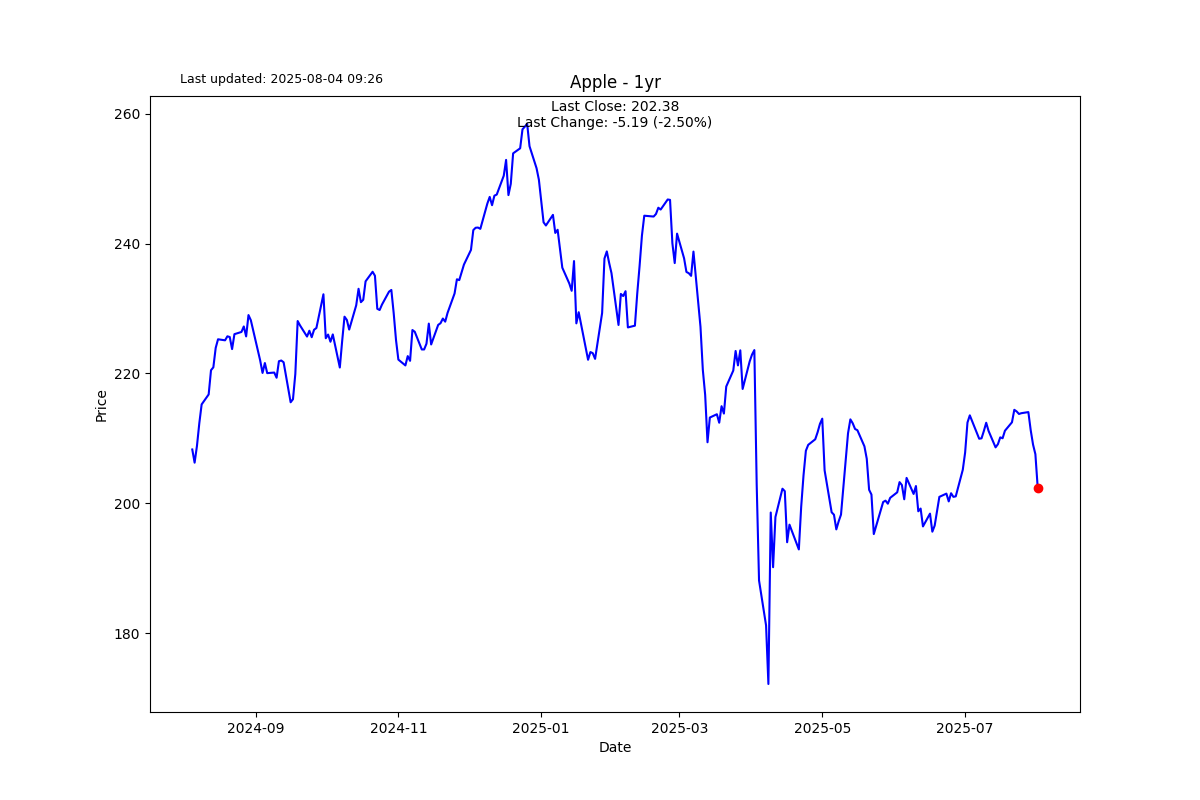 Last updated: 2025-08-04 09:26
Apple - 1yr
Last Close: 202.38
Last Change: -5.19 (-2.50%)
260
240
220
200
180
Price
2024-09
2024-11
2025-01
2025-03
2025-05
2025-07
Date